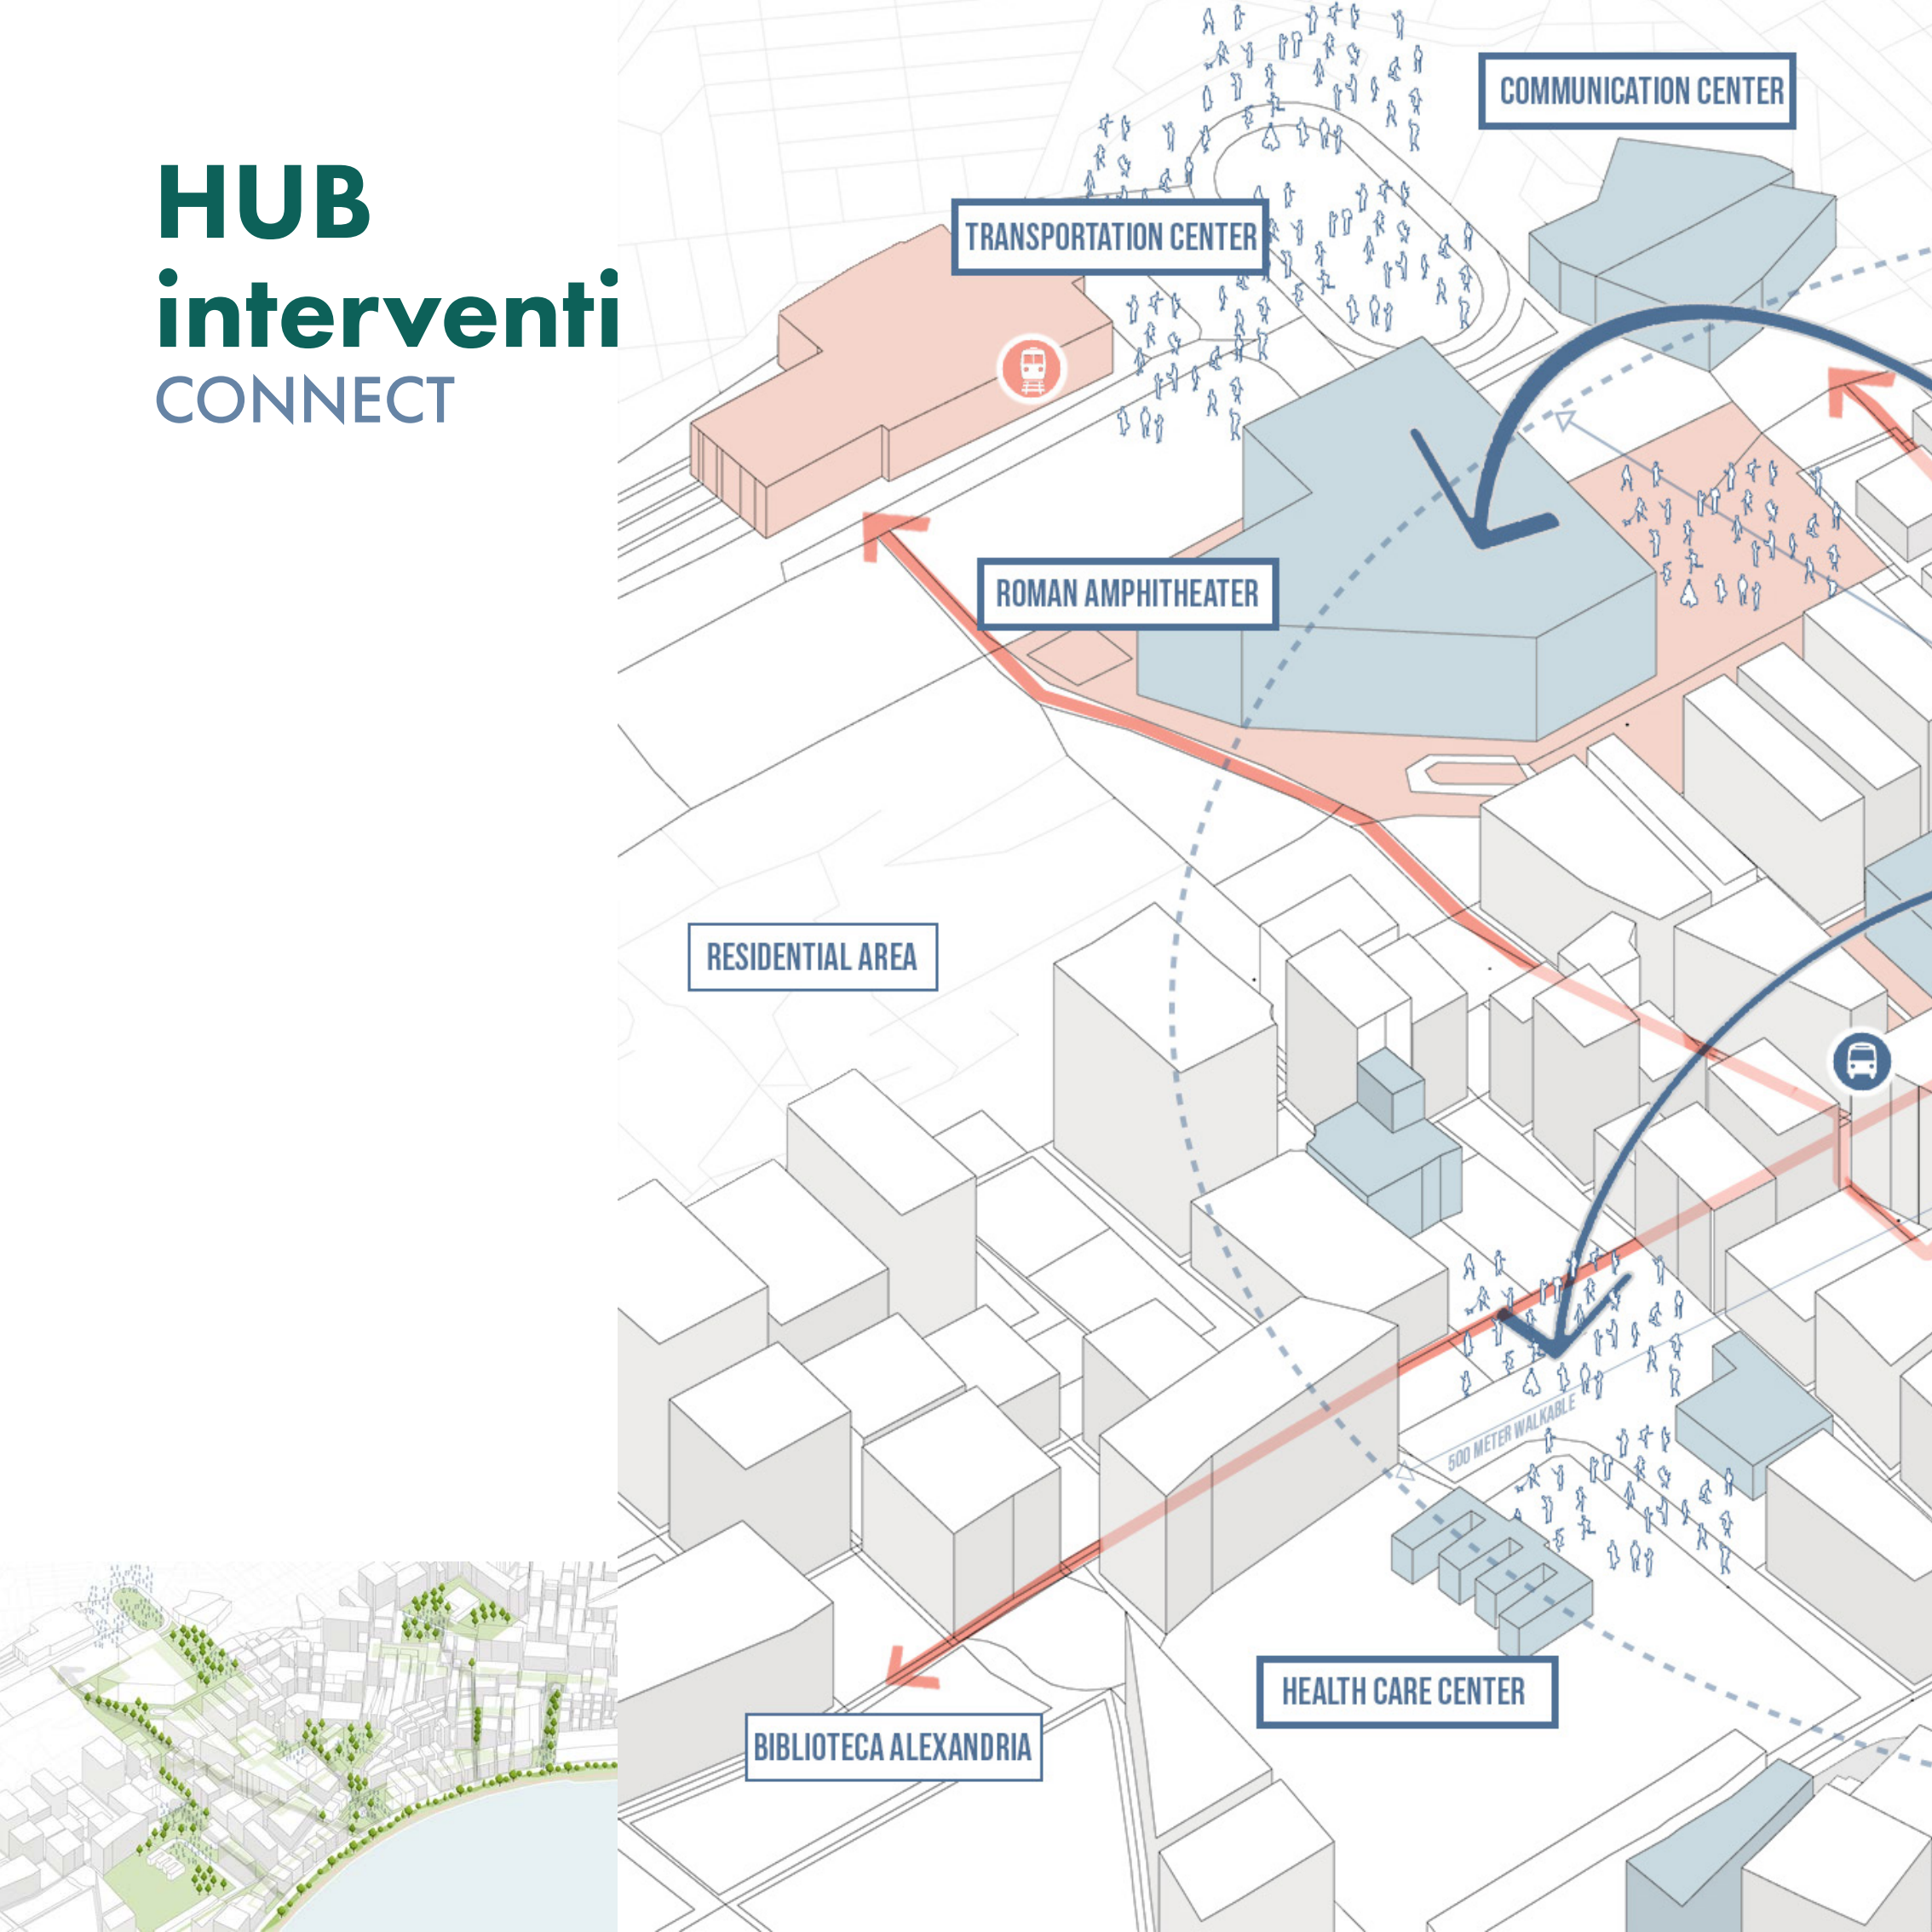 HUB
interventi
CONNECT
COMMUNICATION CENTER
TRANSPORTATION CENTER
ROMAN AMPHITHEATER
RESIDENTIAL AREA
500 METER WALKABLE
HEALTH CARE CENTER
BIBLIOTECA ALEXANDRIA